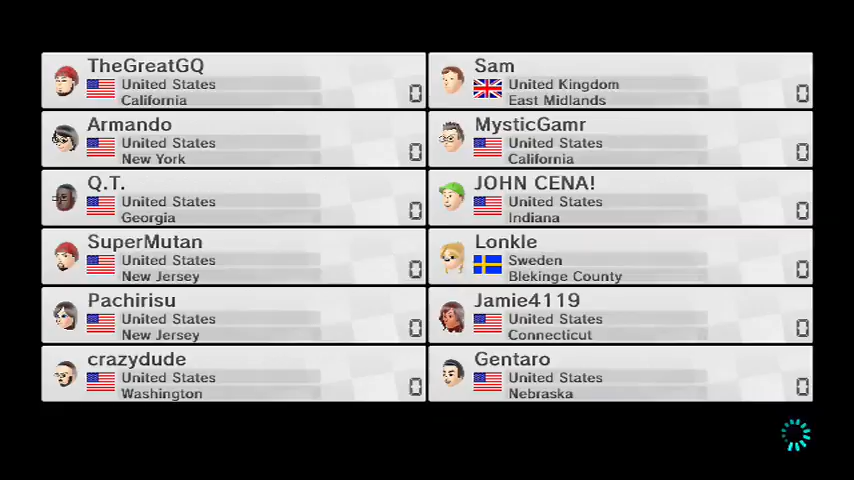 TheGreatGQ
United States
California
0
Armando
United States
New York
0
Q.T.
United States
Georgia
0
SuperMutan
United States
New Jersey
0
Pachirisu
United States
New Jersey
0
crazydude
United States
Washington
0
Sam
United Kingdom
East Midlands
0
MysticGamr
United States
California
0
JOHN CENA!
United States
Indiana
0
Lonkle
Sweden
Blekinge County
0
Jamie4119
United States
Connecticut
0
Gentaro
United States
Nebraska
0